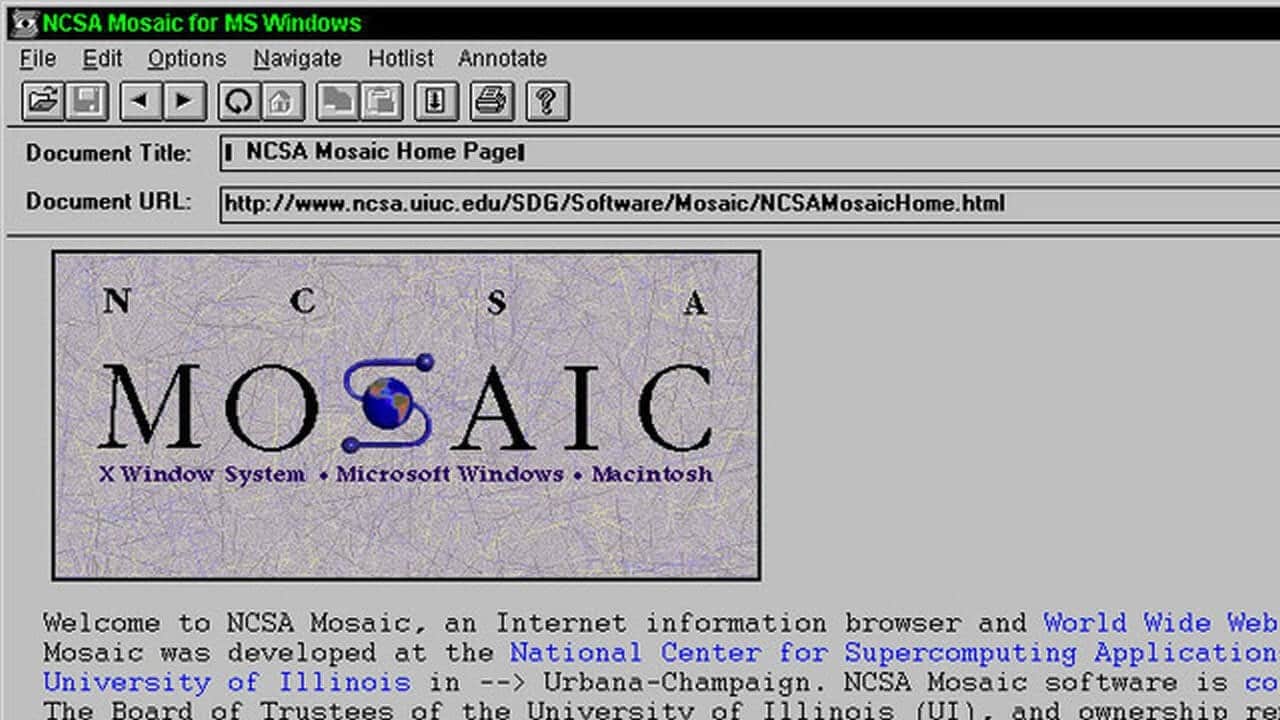 NCSA Mosaic for MS Windows
File Edit Options Navigate Hotlist Annotate
Document Title: NCSA Mosaic Home Page
Document URL: http://www.ncsa.uiuc.edu/SDG/Software/Mosaic/NCSAMosaicHome.html
N C S A
MOSAIC
X Window System • Microsoft Windows • Macintosh
Welcome to NCSA Mosaic, an Internet information browser and World Wide Web
Mosaic was developed at the National Center for Supercomputing Application
University of Illinois in --> Urbana-Champaign. NCSA Mosaic software is co
The Board of Trustees of the University of Illinois (UI), and ownership re